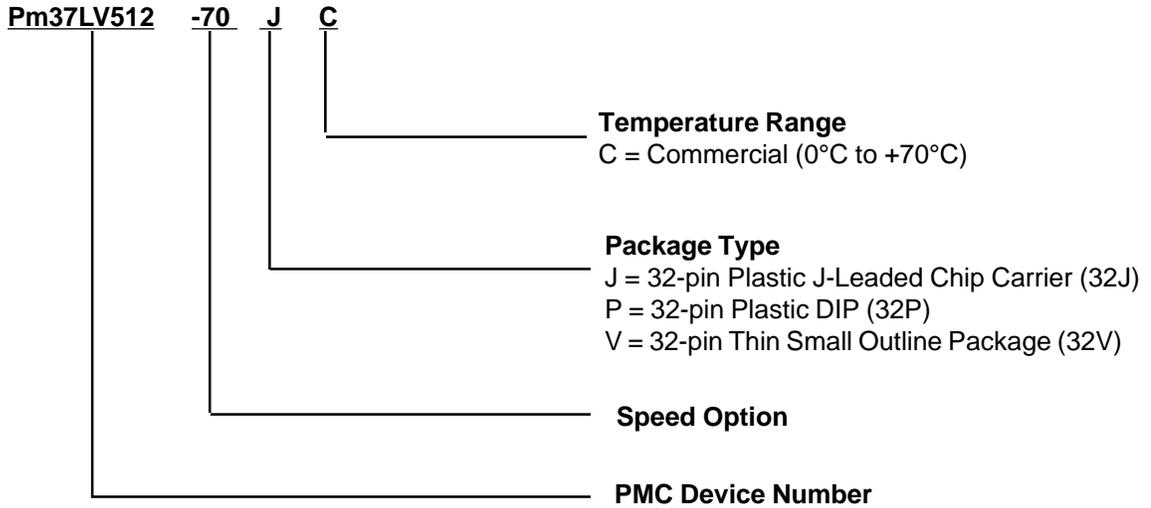 Pm37LV512 -70 J C
Temperature Range
C = Commercial (0°C to +70°C)
Package Type
J = 32-pin Plastic J-Leaded Chip Carrier (32J)
P = 32-pin Plastic DIP (32P)
V = 32-pin Thin Small Outline Package (32V)
Speed Option
PMC Device Number